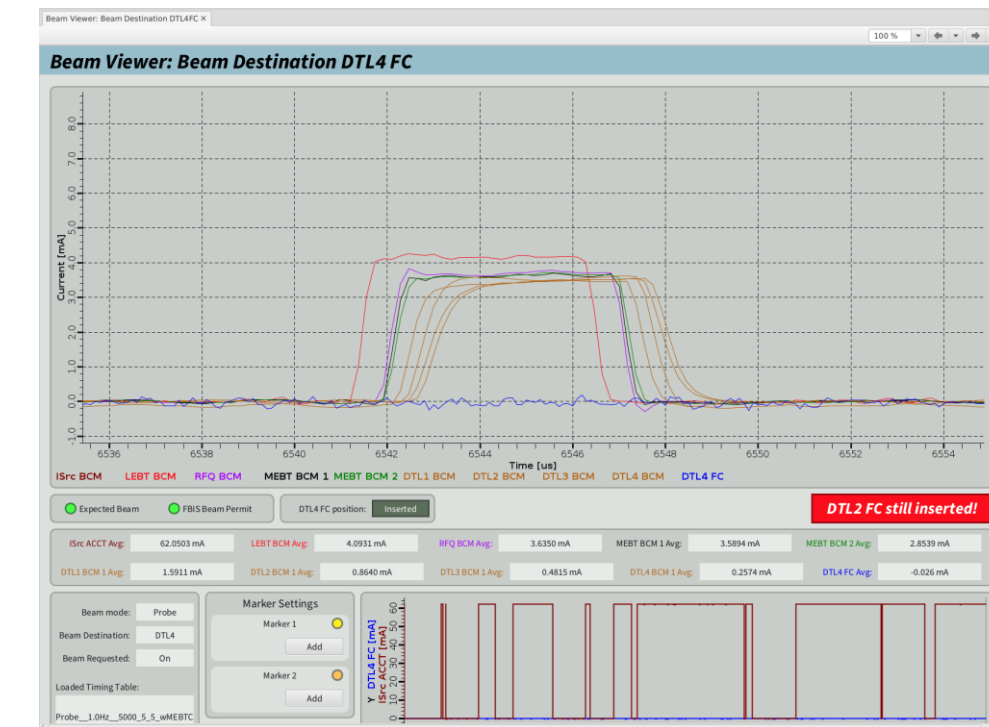 Beam Viewer: Beam Destination DTL4FC ×
100 %
Beam Viewer: Beam Destination DTL4 FC
Current [mA]
8.0
7.0
6.0
5.0
4.0
3.0
2.0
1.0
0.0
-1.0
6536 6538 6540 6542 6544 6546 6548 6550 6552 6554
Time [us]
ISrc BCM LEBT BCM RFQ BCM MEBT BCM 1 MEBT BCM 2 DTL1 BCM DTL2 BCM DTL3 BCM DTL4 BCM DTL4 FC
Expected Beam FBIS Beam Permit DTL4 FC position: Inserted DTL2 FC still inserted!
ISrc ACCT Avg: 62.0503 mA LEBT BCM Avg: 4.0931 mA RFQ BCM Avg: 3.6350 mA MEBT BCM 1 Avg: 3.5894 mA MEBT BCM 2 Avg: 2.8539 mA
DTL1 BCM 1 Avg: 1.5911 mA DTL2 BCM 1 Avg: 0.8640 mA DTL3 BCM 1 Avg: 0.4815 mA DTL4 BCM 1 Avg: 0.2574 mA DTL4 FC Avg: -0.026 mA
Beam mode: Probe
Beam Destination: DTL4
Beam Requested: On
Loaded Timing Table:
Probe__1.0Hz__5000_5_5_wMEBTC
Marker Settings
Marker 1
Add
Marker 2
Add
Y DTL4 FC [mA]
ISrc ACCT [mA]
60
50
40
30
20
10
0